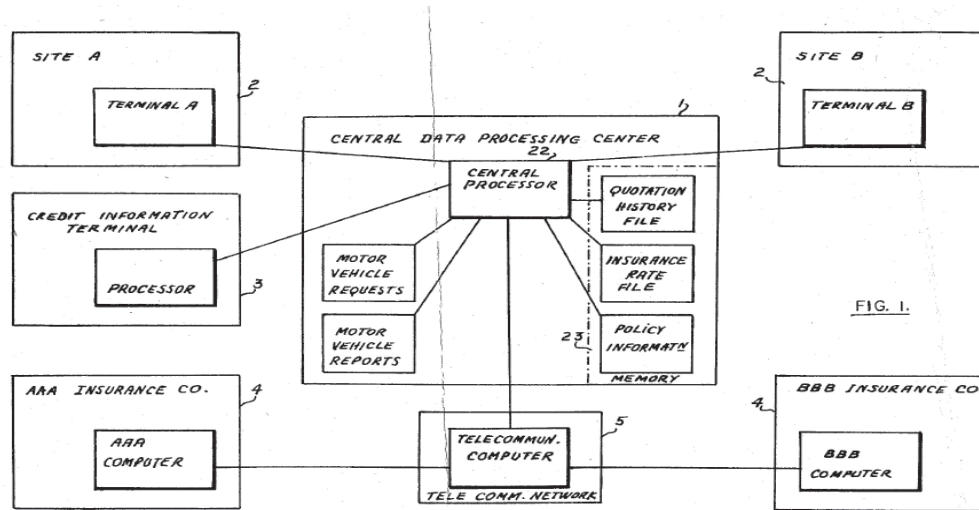 SITE A
2
TERMINAL A
SITE B
2
TERMINAL B
1
CENTRAL DATA PROCESSING CENTER
22
CENTRAL
PROCESSOR
QUOTATION
HISTORY
FILE
CREDIT INFORMATION
TERMINAL
PROCESSOR
3
MOTOR
VEHICLE
REQUESTS
INSURANCE
RATE
FILE
MOTOR
VEHICLE
REPORTS
23
POLICY
INFORMATN
MEMORY
FIG. 1.
AAA INSURANCE CO.
4
AAA
COMPUTER
5
TELECOMMUN.
COMPUTER
TELE COMM. NETWORK
4
BBB INSURANCE CO
BBB
COMPUTER